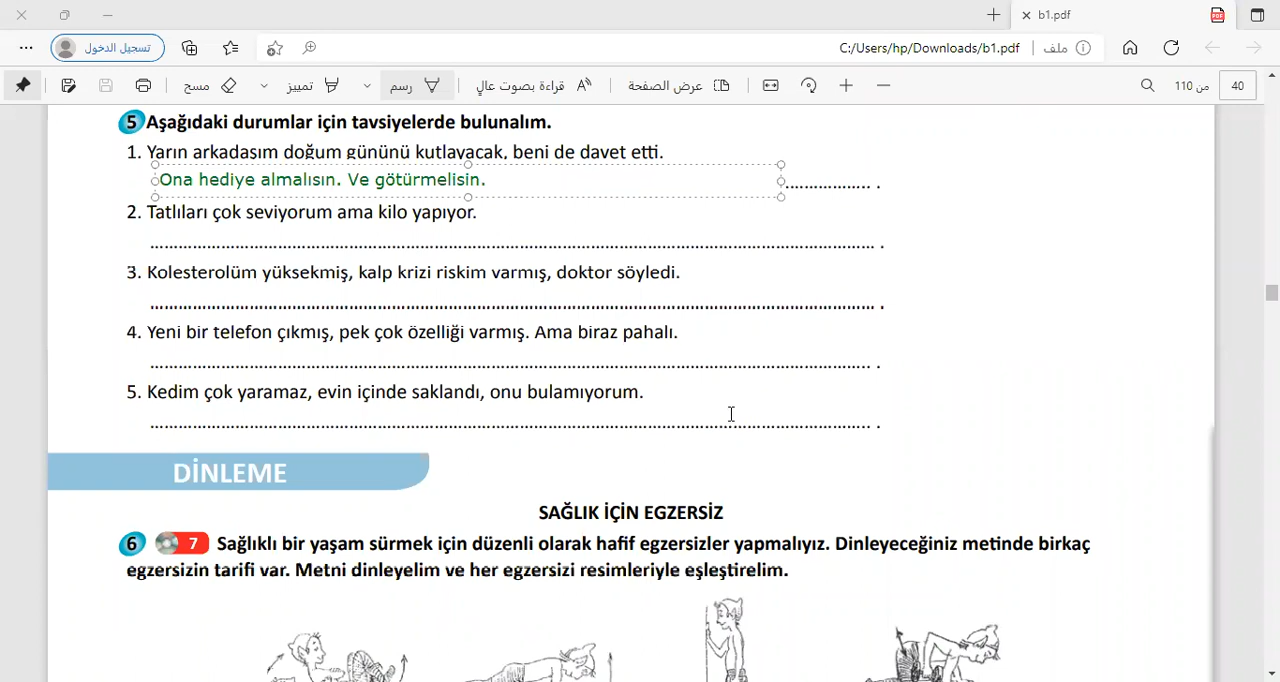 b1.pdf
تسجيل الدخول
ملف
C:/Users/hp/Downloads/b1.pdf
مسح
تمييز
رسم
قراءة بصوت عالٍ
عرض الصفحة
من 110
40
5 Aşağıdaki durumlar için tavsiyelerde bulunalım.
1. Yarın arkadaşım doğum gününü kutlayacak, beni de davet etti.
Ona hediye almalısın. Ve götürmelisin. .................. .
2. Tatlıları çok seviyorum ama kilo yapıyor.
.................................................................................................... .
3. Kolesterolüm yüksekmiş, kalp krizi riskim varmış, doktor söyledi.
.................................................................................................... .
4. Yeni bir telefon çıkmış, pek çok özelliği varmış. Ama biraz pahalı.
.................................................................................................... .
5. Kedim çok yaramaz, evin içinde saklandı, onu bulamıyorum.
.................................................................................................... .
DİNLEME
SAĞLIK İÇİN EGZERSİZ
6 7 Sağlıklı bir yaşam sürmek için düzenli olarak hafif egzersizler yapmalıyız. Dinleyeceğiniz metinde birkaç
egzersizin tarifi var. Metni dinleyelim ve her egzersizi resimleriyle eşleştirelim.